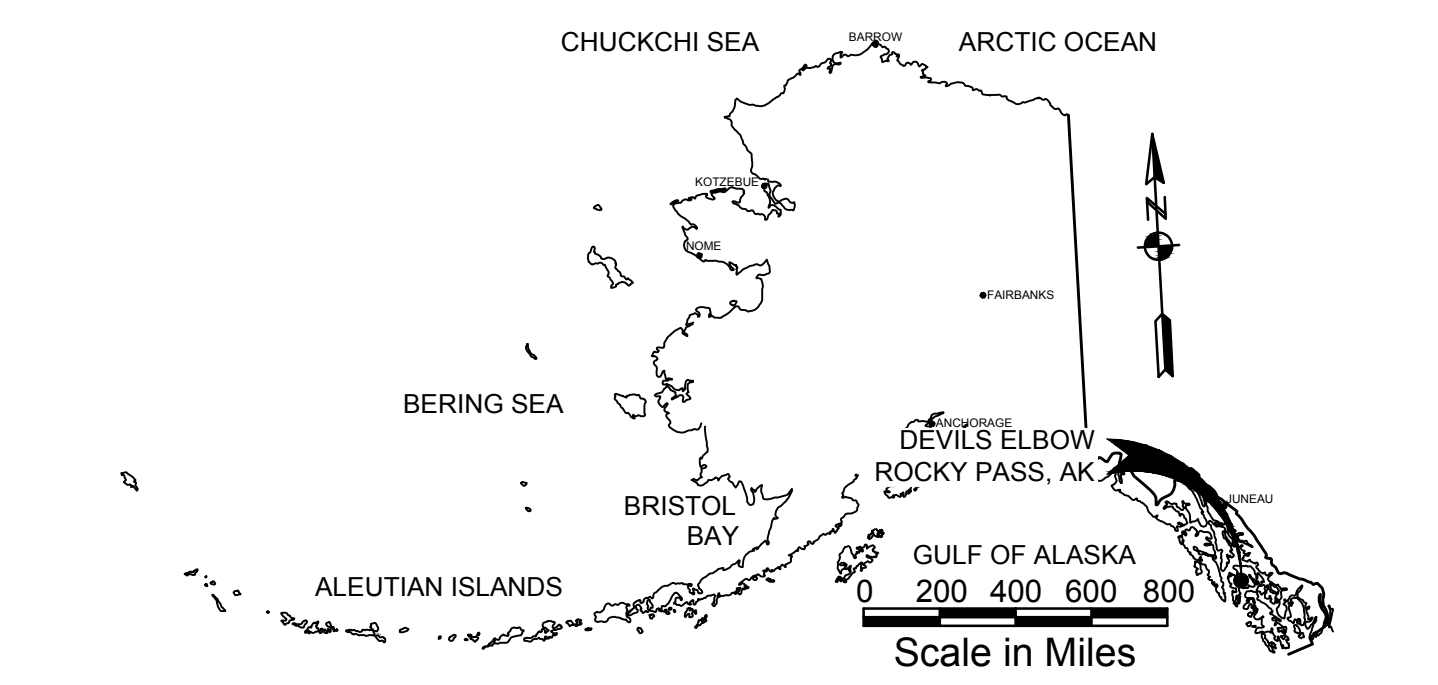 CHUCKCHI SEA
BARROW
ARCTIC OCEAN
KOTZEBUE
N
NOME
FAIRBANKS
BERING SEA
ANCHORAGE
DEVILS ELBOW
ROCKY PASS, AK
JUNEAU
BRISTOL
BAY
GULF OF ALASKA
ALEUTIAN ISLANDS
0 200 400 600 800
Scale in Miles